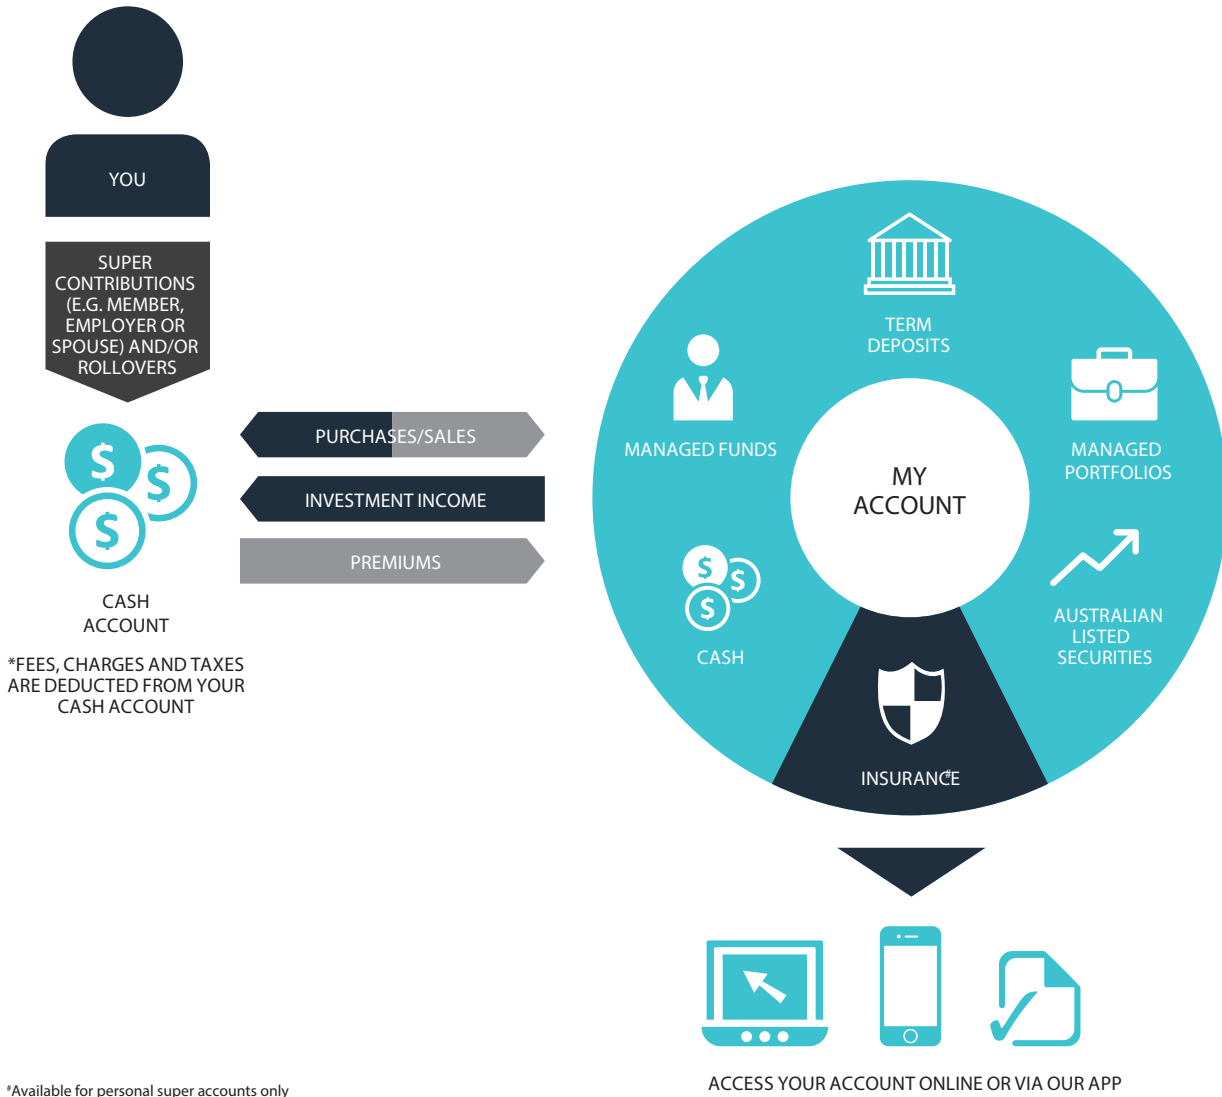 YOU
SUPER
CONTRIBUTIONS
(E.G. MEMBER,
EMPLOYER OR
SPOUSE) AND/OR
ROLLOVERS
$
$
$
CASH
ACCOUNT
*FEES, CHARGES AND TAXES
ARE DEDUCTED FROM YOUR
CASH ACCOUNT
PURCHASES/SALES
INVESTMENT INCOME
PREMIUMS
TERM
DEPOSITS
MANAGED FUNDS
MANAGED
PORTFOLIOS
MY
ACCOUNT
$
$
$
CASH
AUSTRALIAN
LISTED
SECURITIES
INSURANCE#
ACCESS YOUR ACCOUNT ONLINE OR VIA OUR APP
#Available for personal super accounts only